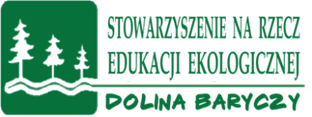 STOWARZYSZENIE NA RZECZ
EDUKACJI EKOLOGICZNEJ
DOLINA BARYCZY